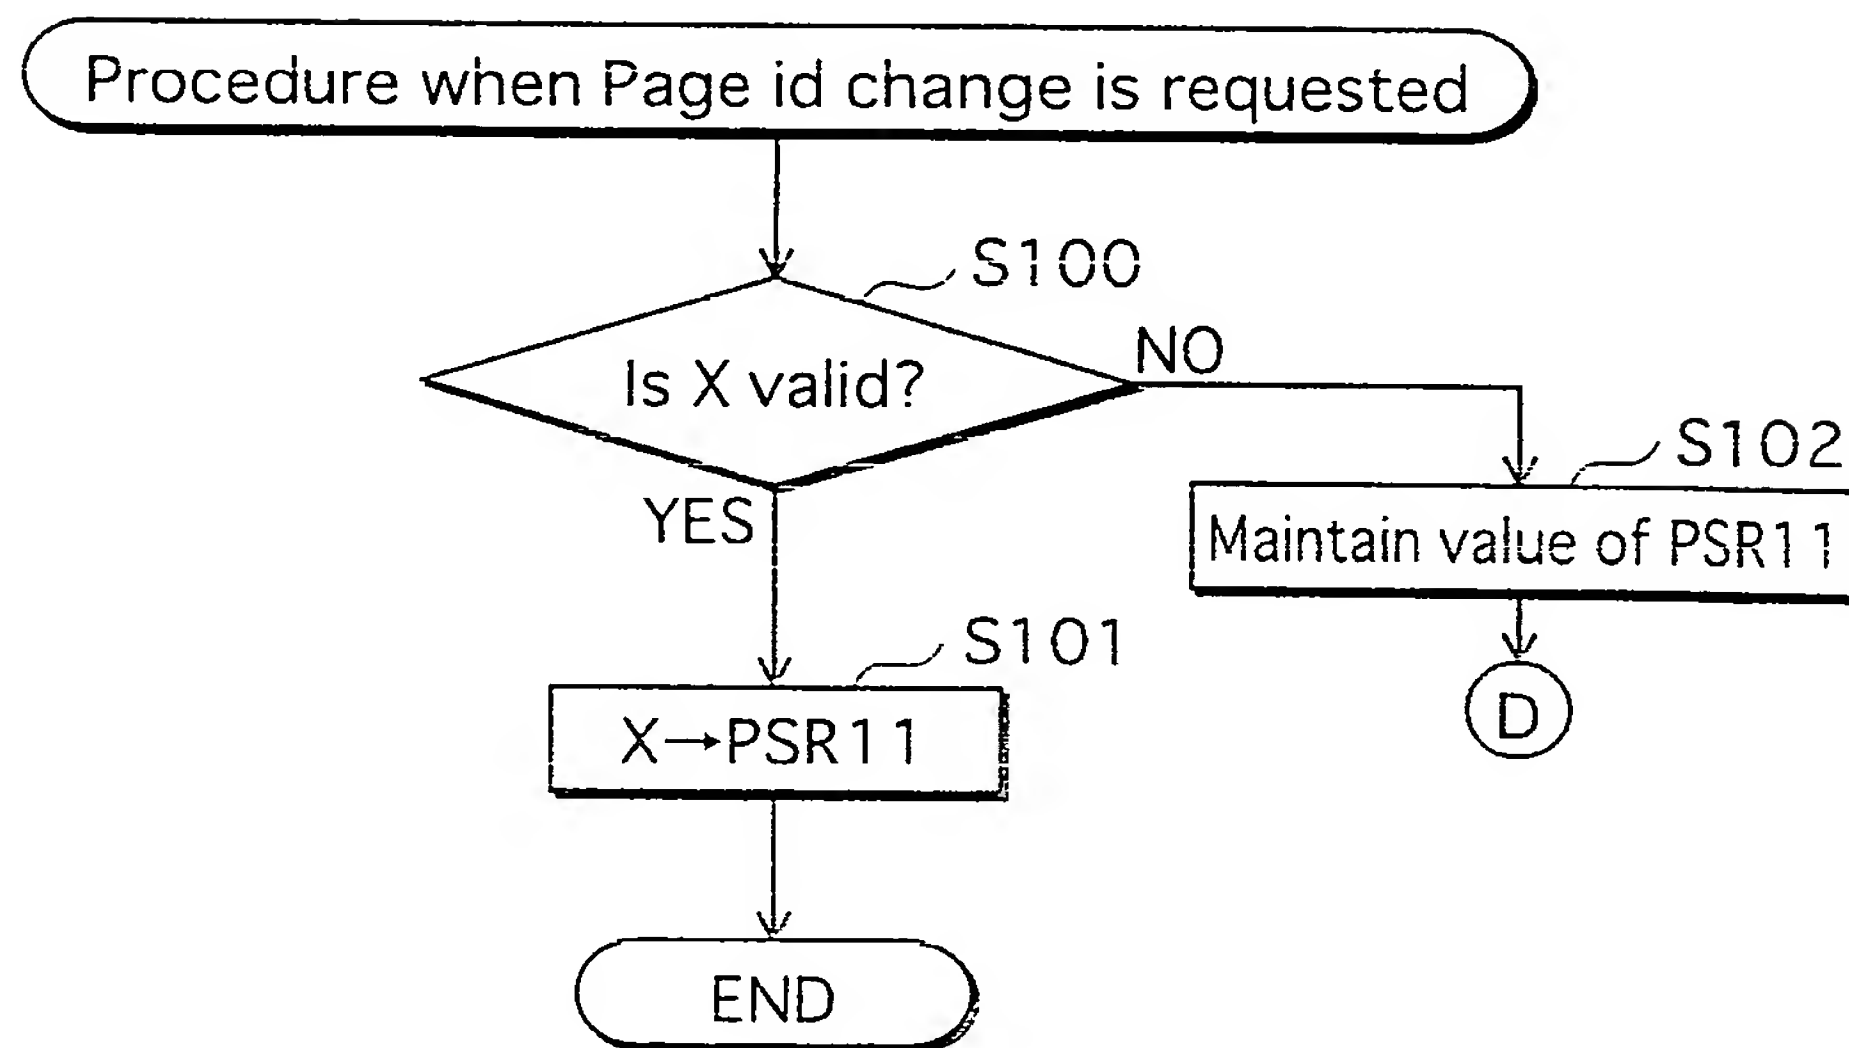 Procedure when Page id change is requested
S100
Is X valid?
NO
S102
YES
Maintain value of PSR11
S101
X→PSR11
D
END